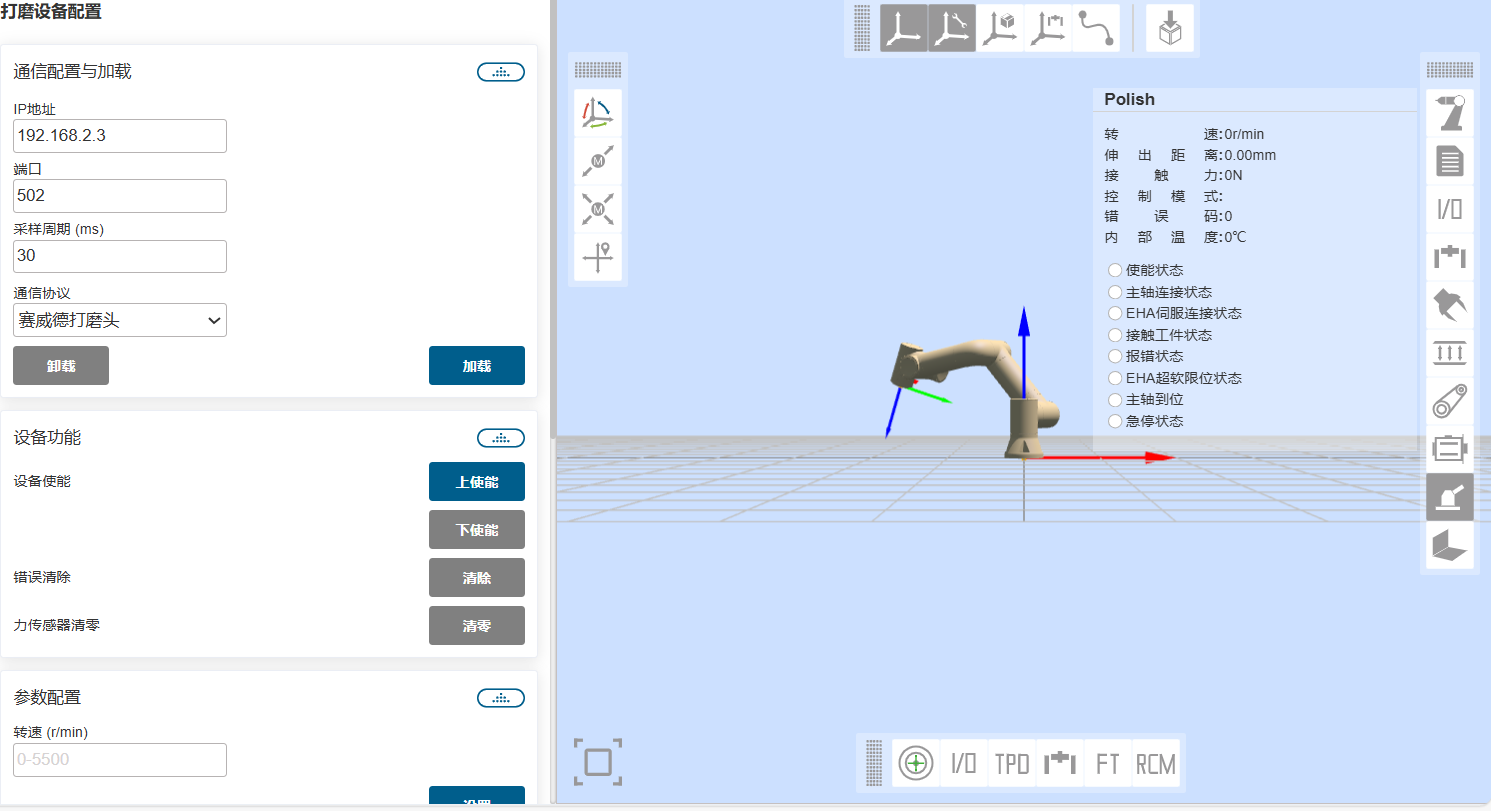 打磨设备配置
通信配置与加载
IP地址
192.168.2.3
端口
502
采样周期 (ms)
30
通信协议
赛威德打磨头
卸载
加载
设备功能
设备使能
上使能
下使能
错误清除
清除
力传感器清零
清零
参数配置
转速 (r/min)
0-5500
设置
M
M
Polish
转速:0r/min
伸出距离:0.00mm
接触力:0N
控制模式:
错误码:0
内部温度:0℃
使能状态
主轴连接状态
EHA伺服连接状态
接触工件状态
报错状态
EHA超软限位状态
主轴到位
急停状态
I/O
I/O
TPD
FT
RCM